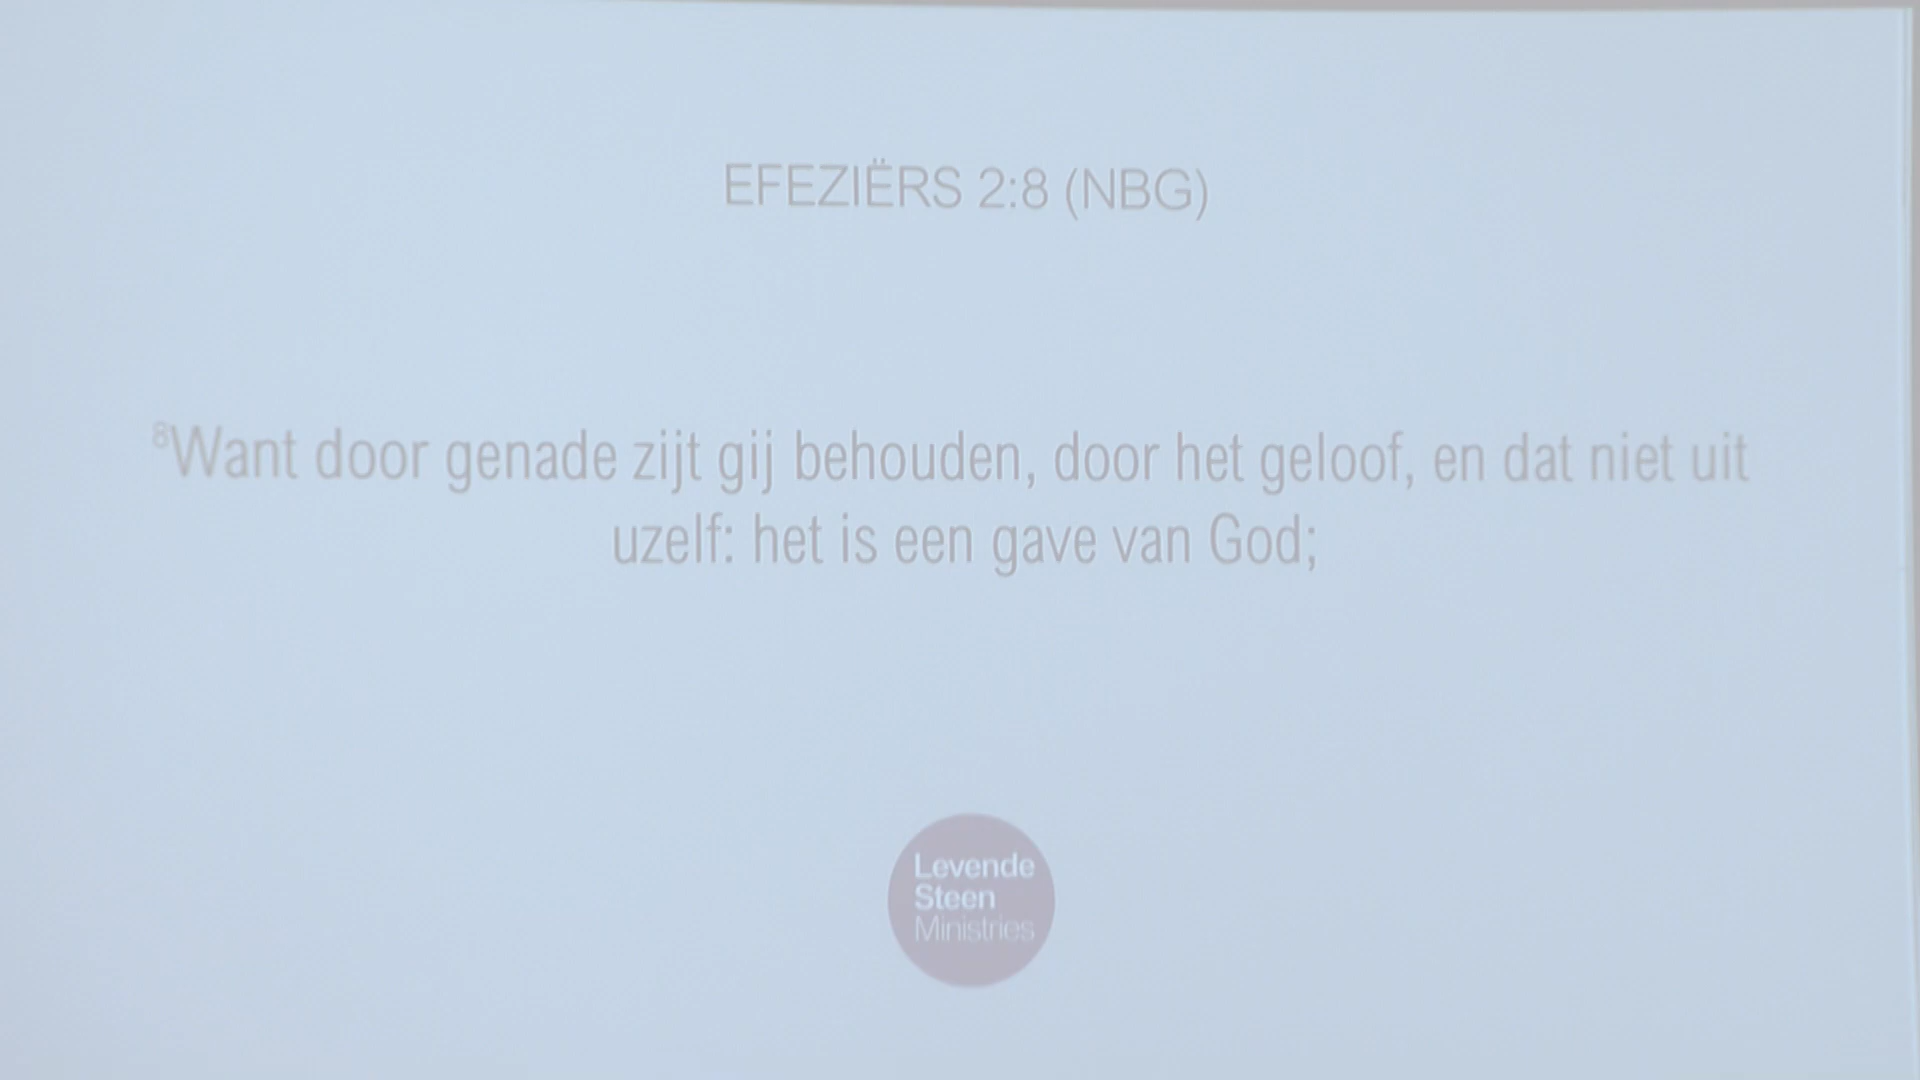 EFEZIËRS 2:8 (NBG)
⁸Want door genade zijt gij behouden, door het geloof, en dat niet uit
uzelf: het is een gave van God;
Levende
Steen
Ministries